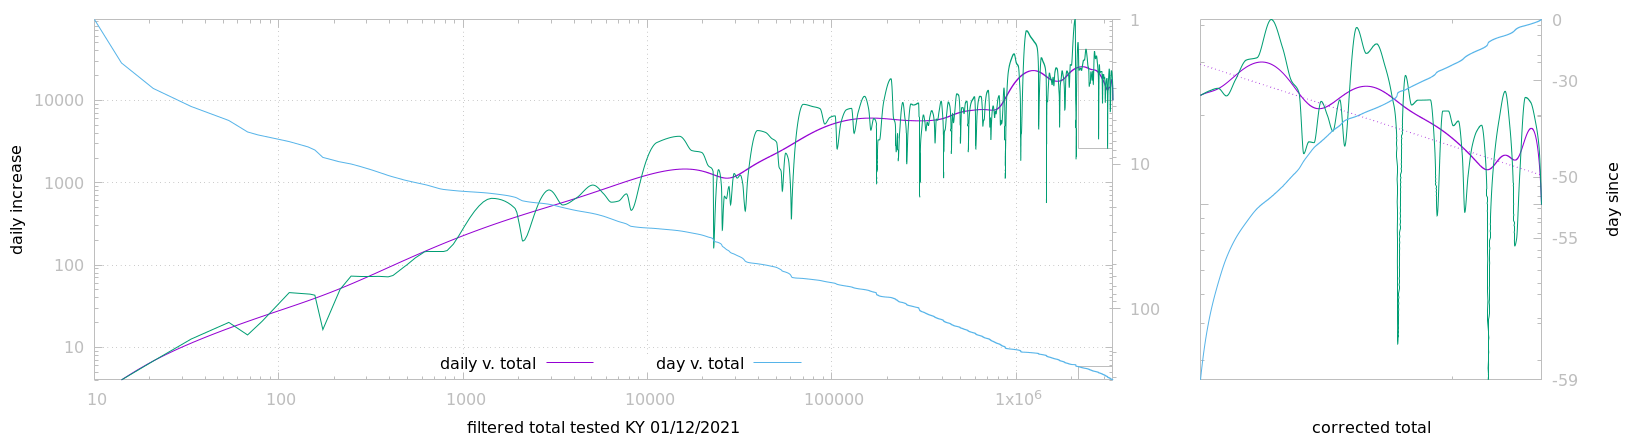 daily increase
10000
1000
100
10
10
100
1000
10000
100000
1x10^6
1
10
100
daily v. total
day v. total
filtered total tested KY 01/12/2021
0
-30
-50
-55
-59
day since
corrected total